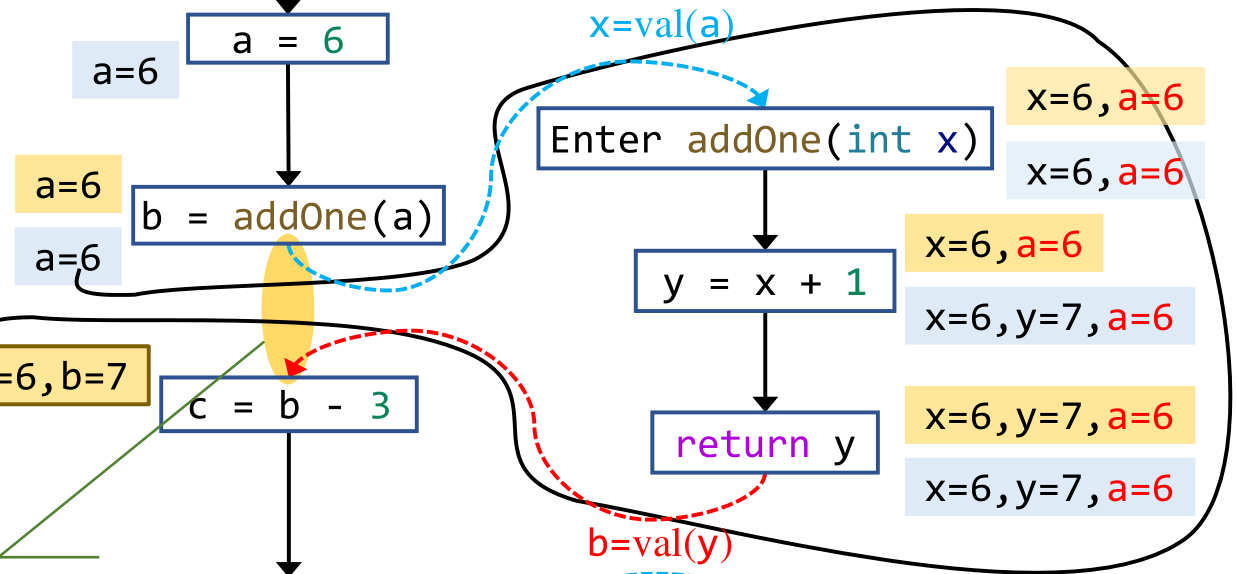 a = 6
a=6
a=6
b = addOne(a)
a=6
=6,b=7
c = b - 3
x=val(a)
Enter addOne(int x)
x=6,a=6
x=6,a=6
y = x + 1
x=6,a=6
x=6,y=7,a=6
return y
x=6,y=7,a=6
x=6,y=7,a=6
b=val(y)